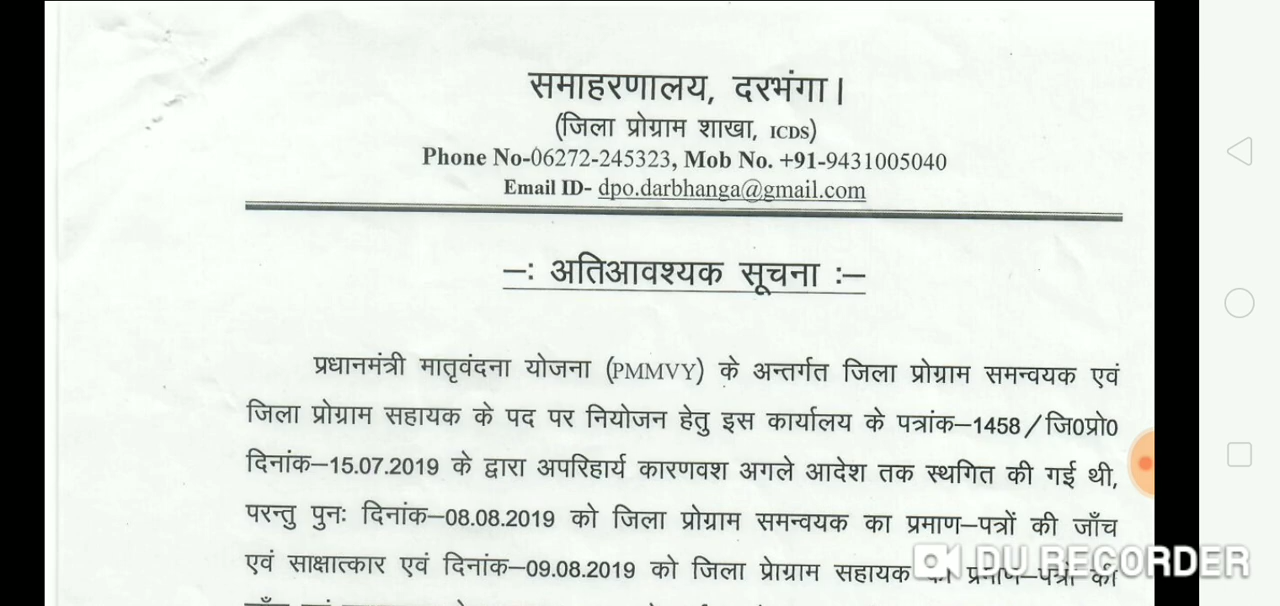 समाहरणालय, दरभंगा।
(जिला प्रोग्राम शाखा, ICDS)
Phone No-06272-245323, Mob No. +91-9431005040
Email ID- dpo.darbhanga@gmail.com
–: अतिआवश्यक सूचना :–
प्रधानमंत्री मातृवंदना योजना (PMMVY) के अन्तर्गत जिला प्रोग्राम समन्वयक एवं
जिला प्रोग्राम सहायक के पद पर नियोजन हेतु इस कार्यालय के पत्रांक–1458/जि0प्रो0
दिनांक–15.07.2019 के द्वारा अपरिहार्य कारणवश अगले आदेश तक स्थगित की गई थी,
परन्तु पुनः दिनांक–08.08.2019 को जिला प्रोग्राम समन्वयक का प्रमाण–पत्रों की जाँच
एवं साक्षात्कार एवं दिनांक–09.08.2019 को जिला प्रोग्राम सहायक का प्रमाण–पत्रों की
DU RECORDER